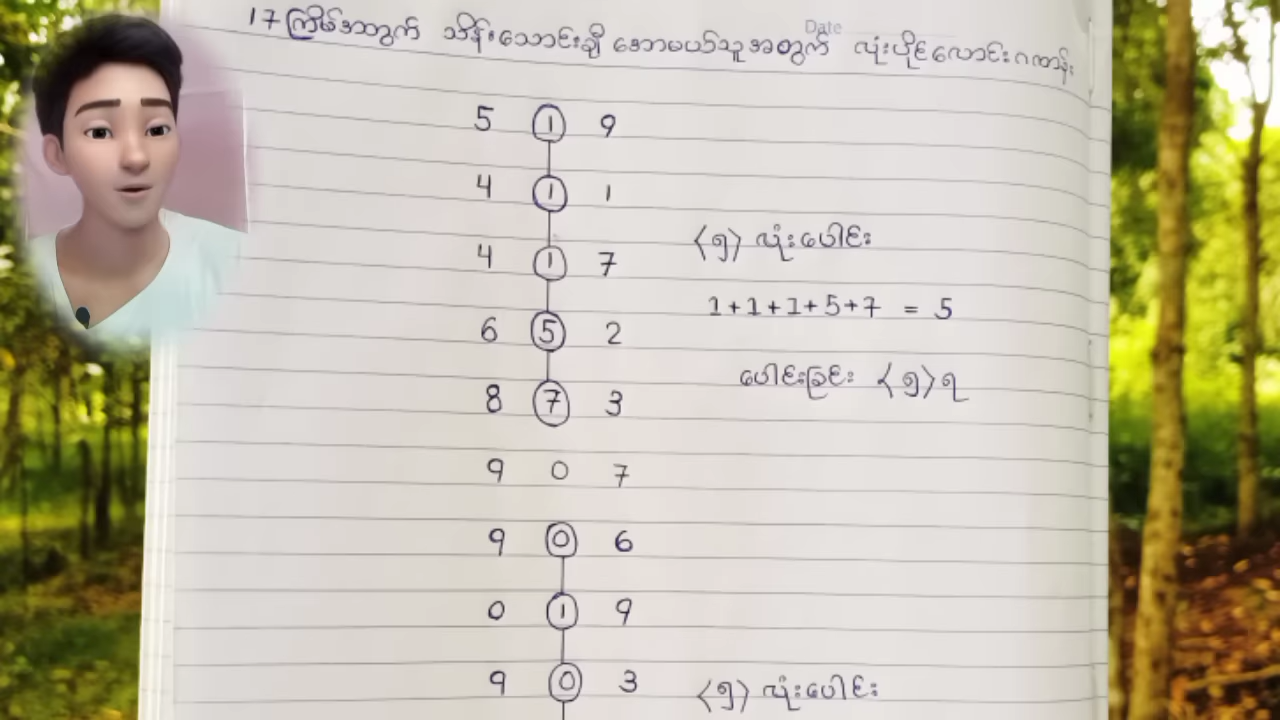 Date
17 ကြိမ်အတွက် သိန်းသောင်းချီ အောမယ်သူအတွက် လုံးပိုင်လောင်းဂဏာန်း
5 1 9
4 1 1
4 1 7
〈၅〉 လုံးပေါင်း
6 5 2
1+1+1+5+7 = 5
8 7 3
ပေါင်းခြင်း 〈၅〉ရ
9 0 7
9 0 6
0 1 9
9 0 3
〈၅〉 လုံးပေါင်း